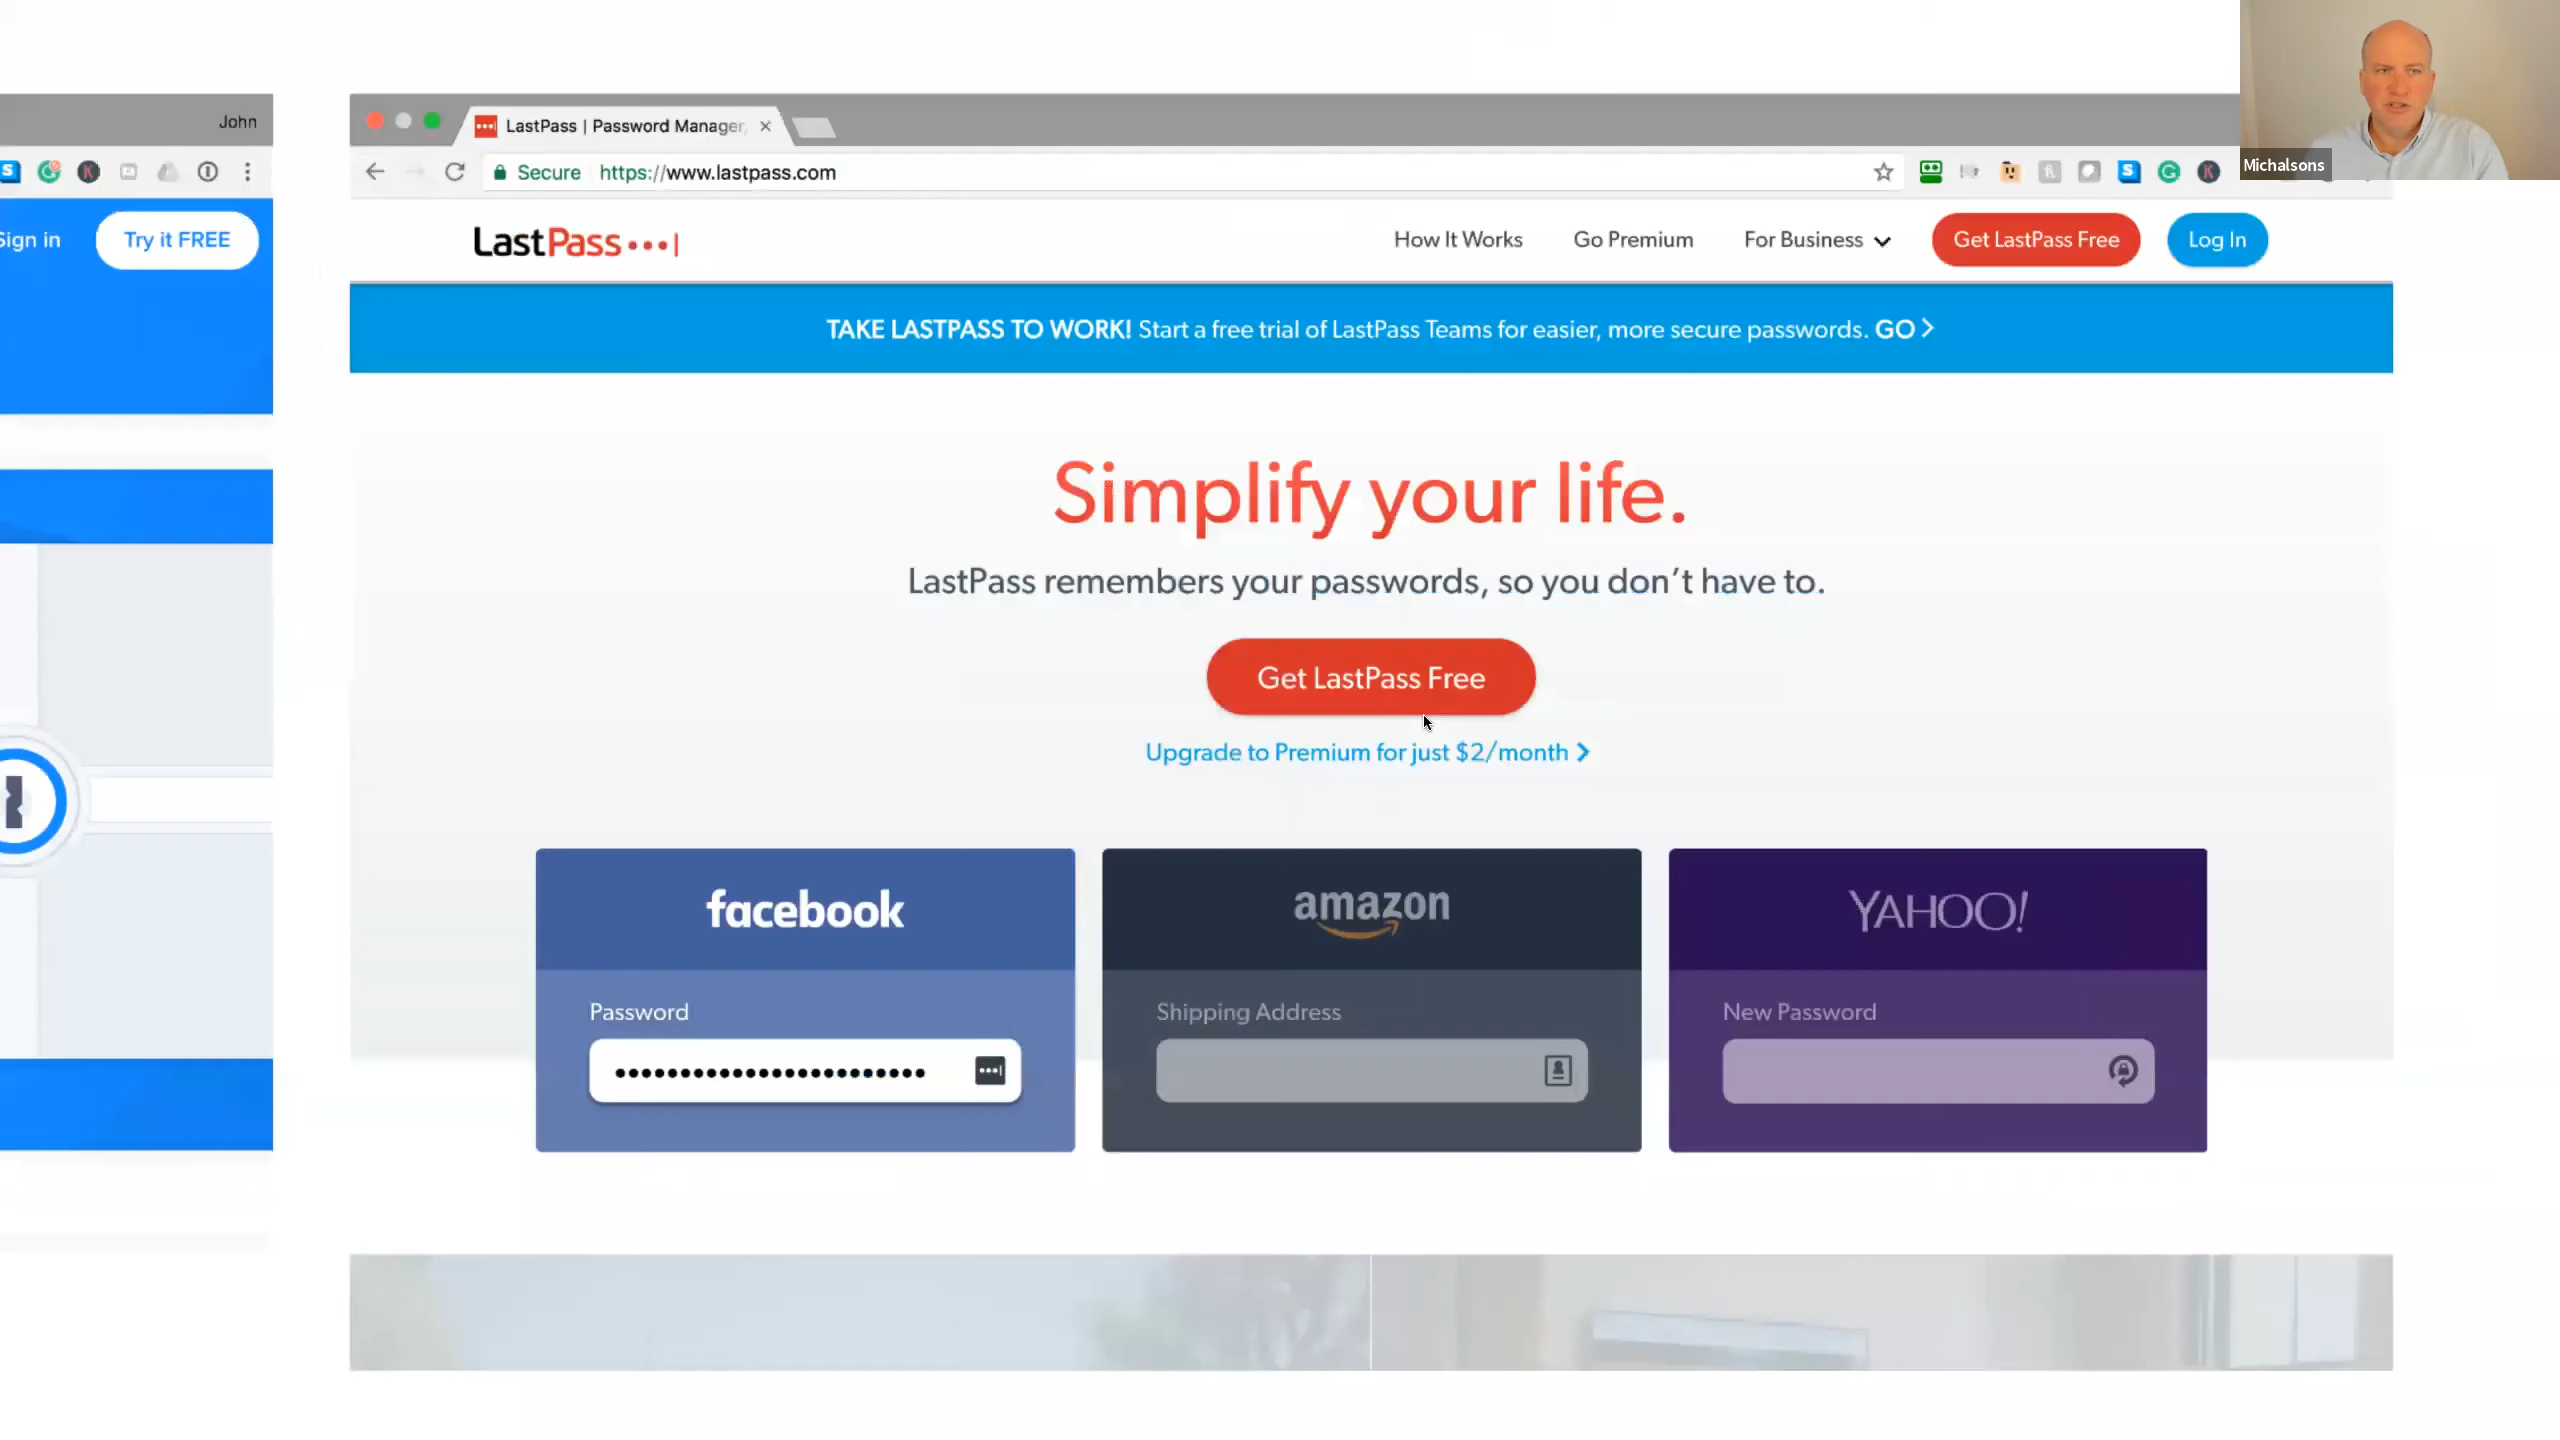 John
Sign in
Try it FREE
LastPass | Password Manager,
Secure https://www.lastpass.com
Michalsons
LastPass
How It Works
Go Premium
For Business
Get LastPass Free
Log In
TAKE LASTPASS TO WORK! Start a free trial of LastPass Teams for easier, more secure passwords. GO
Simplify your life.
LastPass remembers your passwords, so you don't have to.
Get LastPass Free
Upgrade to Premium for just $2/month
facebook
Password
amazon
Shipping Address
YAHOO!
New Password